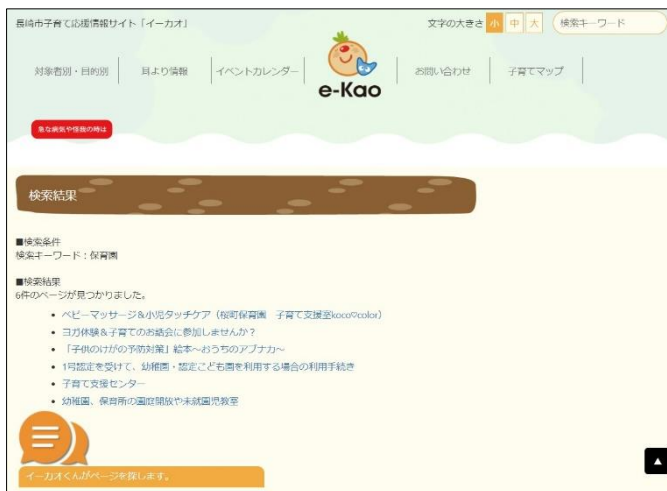 長崎市子育て応援情報サイト「イーカオ」
文字の大きさ 小 中 大 検索キーワード
対象者別・目的別 耳より情報 イベントカレンダー お問い合わせ 子育てマップ
e-Kao
急な病気や怪我の時は
検索結果
■検索条件
検索キーワード：保育園
■検索結果
6件のページが見つかりました。
• ベビーマッサージ&小児タッチケア（桜町保育園 子育て支援室koco♡color）
• ヨガ体験&子育てのお話会に参加しませんか？
• 「子供のけがの予防対策」絵本～おうちのアブナカ～
• 1号認定を受けて、幼稚園・認定こども園を利用する場合の利用手続き
• 子育て支援センター
• 幼稚園、保育所の園庭開放や未就園児教室
イーカオくんがページを探します。